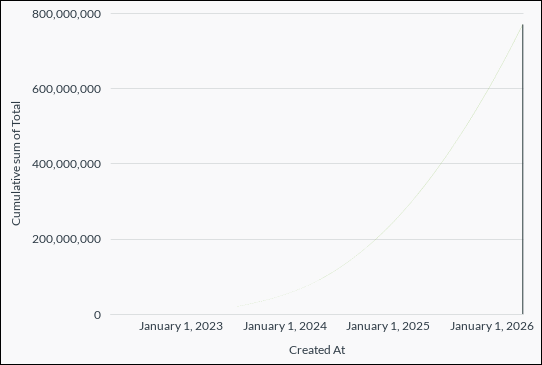 800,000,000
600,000,000
400,000,000
200,000,000
0
Cumulative sum of Total
January 1, 2023 January 1, 2024 January 1, 2025 January 1, 2026
Created At